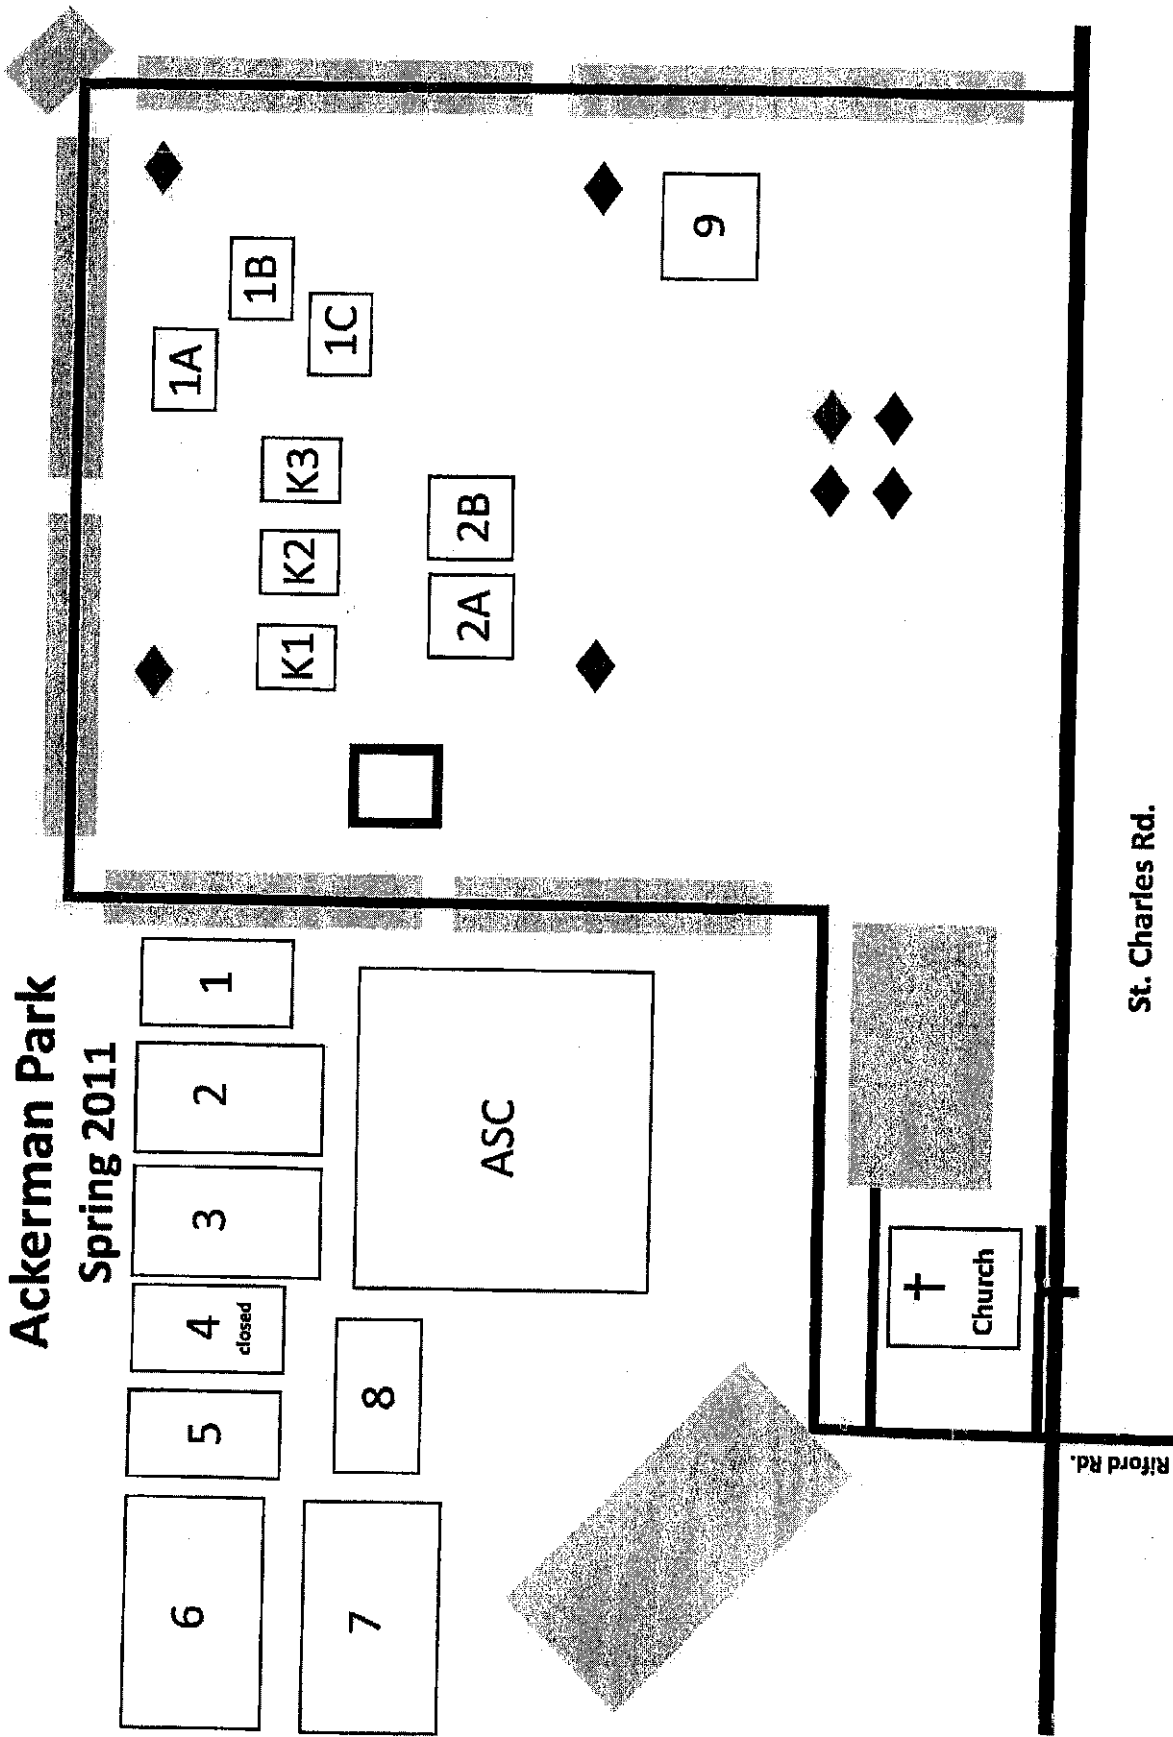 Ackerman Park
Spring 2011
6
5
4
closed
3
2
1
7
8
ASC
K1
K2
K3
1A
1B
1C
2A
2B
9
Church
Riford Rd.
St. Charles Rd.